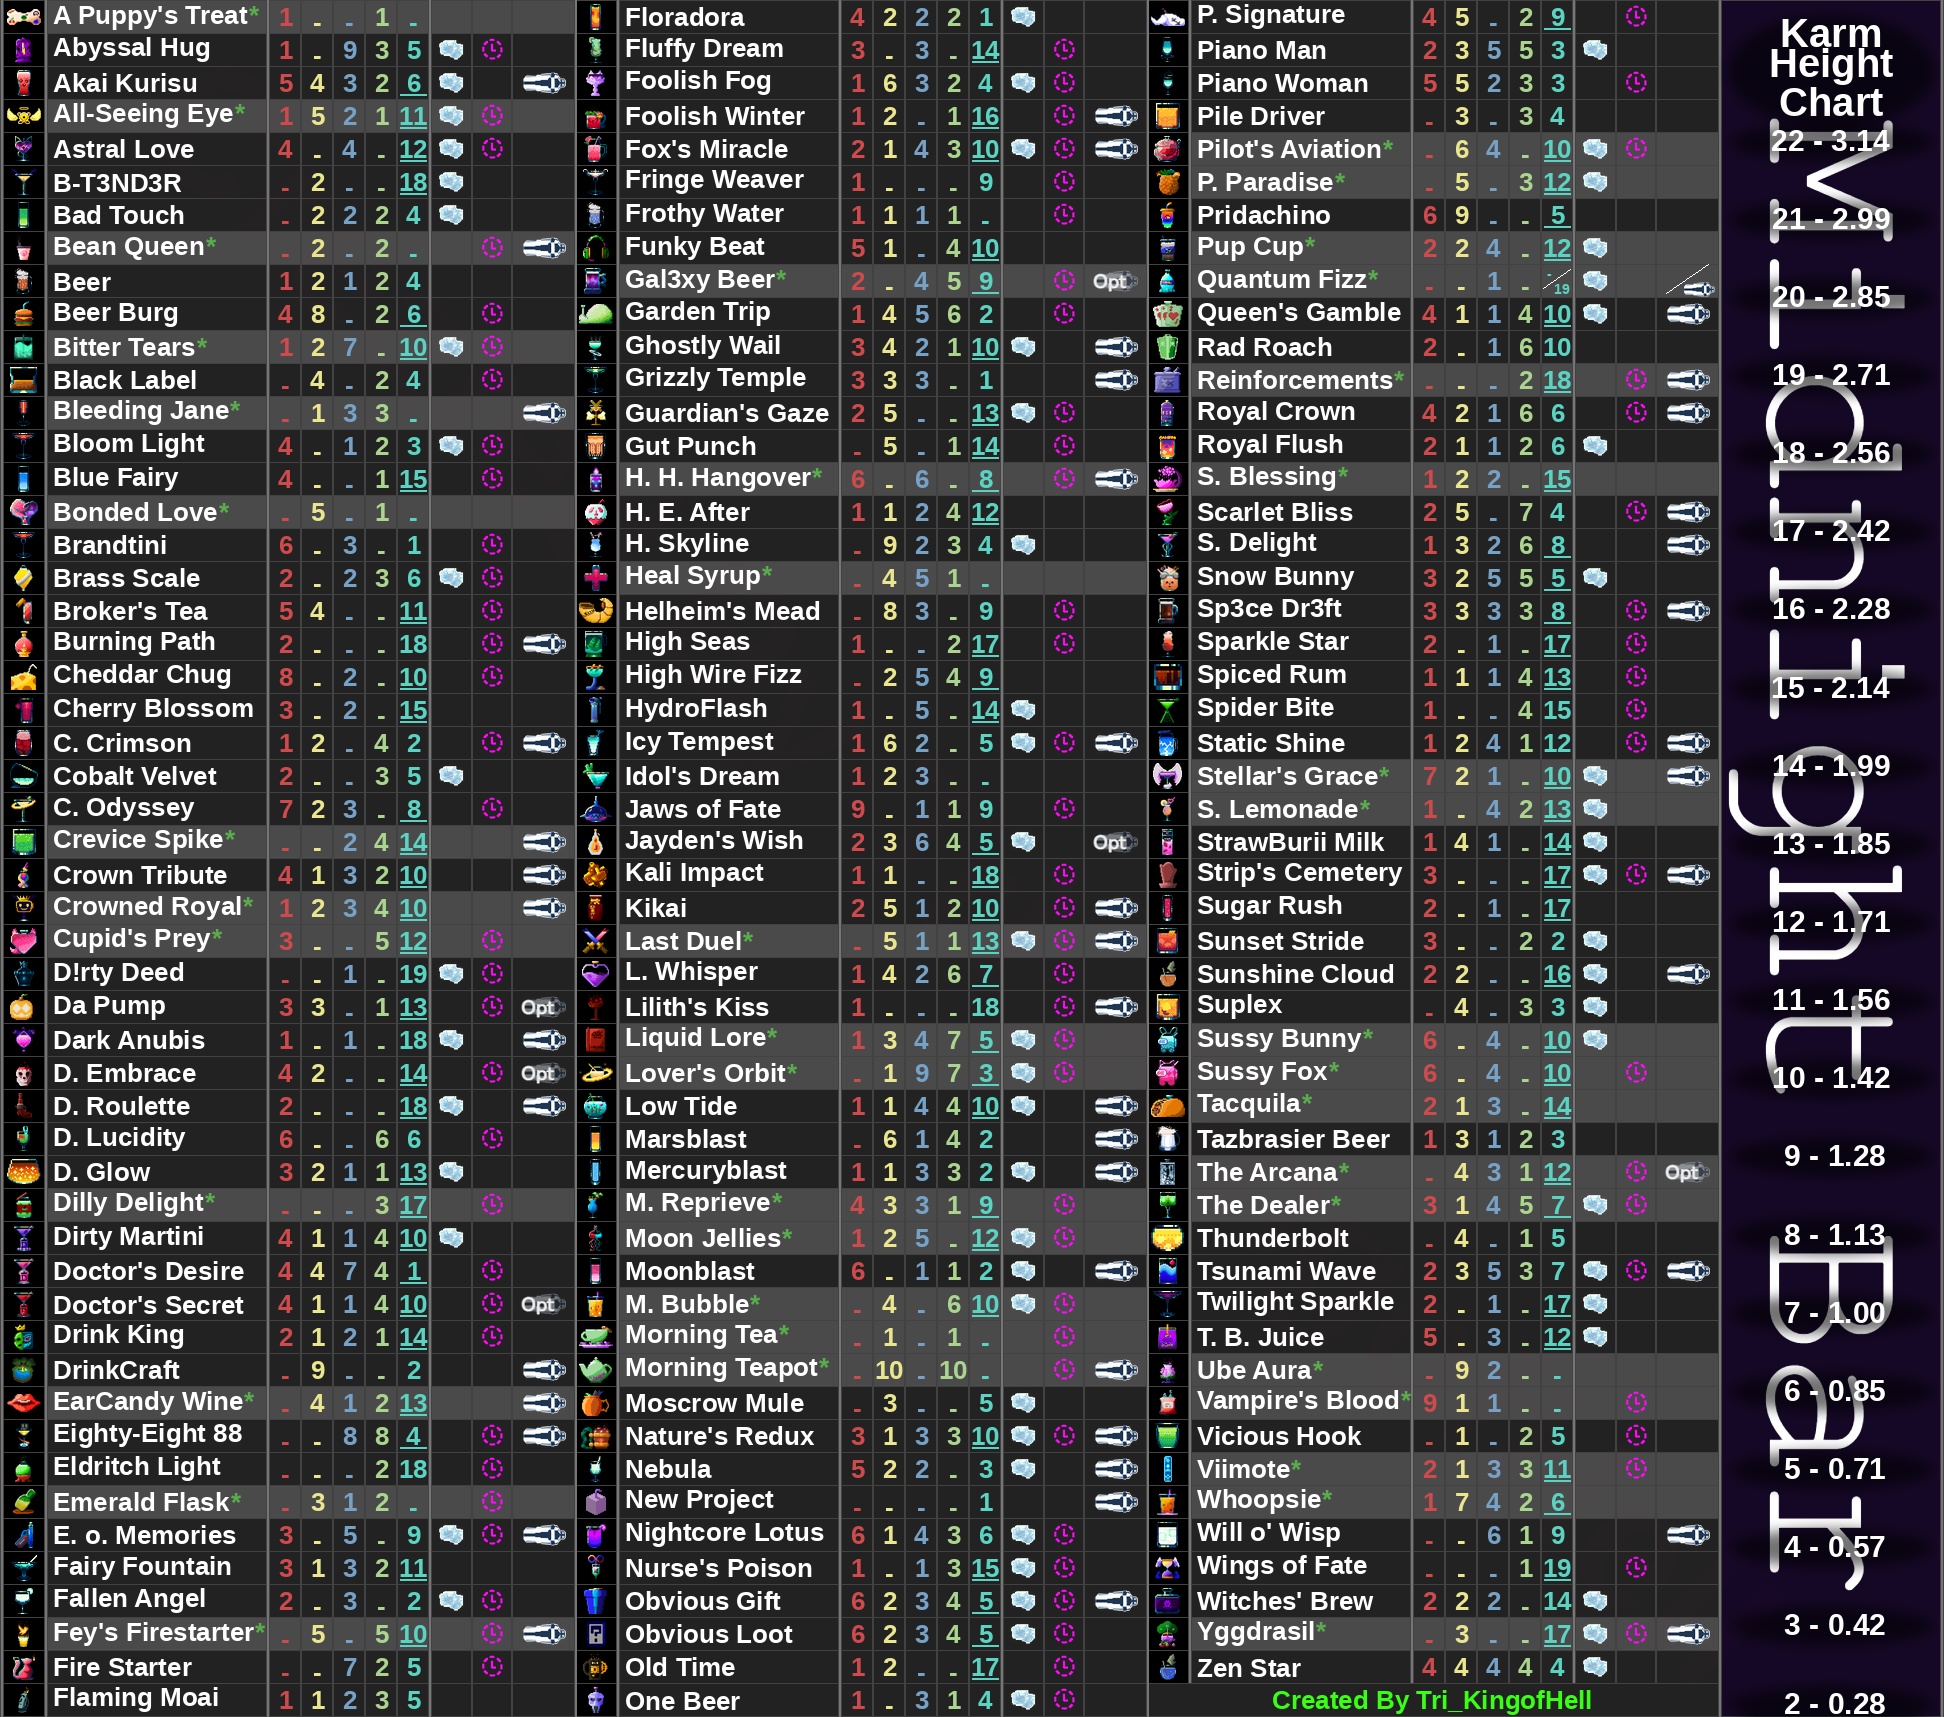 A Puppy's Treat* 1 - - 1 -
Abyssal Hug 1 - 9 3 5
Akai Kurisu 5 4 3 2 6
All-Seeing Eye* 1 5 2 1 11
Astral Love 4 - 4 - 12
B-T3ND3R - 2 - - 18
Bad Touch - 2 2 2 4
Bean Queen* - 2 - 2 -
Beer 1 2 1 2 4
Beer Burg 4 8 - 2 6
Bitter Tears* 1 2 7 - 10
Black Label - 4 - 2 4
Bleeding Jane* - 1 3 3 -
Bloom Light 4 - 1 2 3
Blue Fairy 4 - - 1 15
Bonded Love* - 5 - 1 -
Brandtini 6 - 3 - 1
Brass Scale 2 - 2 3 6
Broker's Tea 5 4 - - 11
Burning Path 2 - - - 18
Cheddar Chug 8 - 2 - 10
Cherry Blossom 3 - 2 - 15
C. Crimson 1 2 - 4 2
Cobalt Velvet 2 - - 3 5
C. Odyssey 7 2 3 - 8
Crevice Spike* - - 2 4 14
Crown Tribute 4 1 3 2 10
Crowned Royal* 1 2 3 4 10
Cupid's Prey* 3 - - 5 12
D!rty Deed - - 1 - 19
Da Pump 3 3 - 1 13 Opt
Dark Anubis 1 - 1 - 18
D. Embrace 4 2 - - 14 Opt
D. Roulette 2 - - - 18
D. Lucidity 6 - - 6 6
D. Glow 3 2 1 1 13
Dilly Delight* - - - 3 17
Dirty Martini 4 1 1 4 10
Doctor's Desire 4 4 7 4 1
Doctor's Secret 4 1 1 4 10 Opt
Drink King 2 1 2 1 14
DrinkCraft - 9 - - 2
EarCandy Wine* - 4 1 2 13
Eighty-Eight 88 - - 8 8 4
Eldritch Light - - - 2 18
Emerald Flask* - 3 1 2 -
E. o. Memories 3 - 5 - 9
Fairy Fountain 3 1 3 2 11
Fallen Angel 2 - 3 - 2
Fey's Firestarter* - 5 - 5 10
Fire Starter - - 7 2 5
Flaming Moai 1 1 2 3 5
Floradora 4 2 2 2 1
Fluffy Dream 3 - 3 - 14
Foolish Fog 1 6 3 2 4
Foolish Winter 1 2 - 1 16
Fox's Miracle 2 1 4 3 10
Fringe Weaver 1 - - - 9
Frothy Water 1 1 1 1 -
Funky Beat 5 1 - 4 10
Gal3xy Beer* 2 - 4 5 9 Opt
Garden Trip 1 4 5 6 2
Ghostly Wail 3 4 2 1 10
Grizzly Temple 3 3 3 - 1
Guardian's Gaze 2 5 - - 13
Gut Punch - 5 - 1 14
H. H. Hangover* 6 - 6 - 8
H. E. After 1 1 2 4 12
H. Skyline - 9 2 3 4
Heal Syrup* - 4 5 1 -
Helheim's Mead - 8 3 - 9
High Seas 1 - - 2 17
High Wire Fizz - 2 5 4 9
HydroFlash 1 - 5 - 14
Icy Tempest 1 6 2 - 5
Idol's Dream 1 2 3 - -
Jaws of Fate 9 - 1 1 9
Jayden's Wish 2 3 6 4 5 Opt
Kali Impact 1 1 - - 18
Kikai 2 5 1 2 10
Last Duel* - 5 1 1 13
L. Whisper 1 4 2 6 7
Lilith's Kiss 1 - - - 18
Liquid Lore* 1 3 4 7 5
Lover's Orbit* - 1 9 7 3
Low Tide 1 1 4 4 10
Marsblast - 6 1 4 2
Mercuryblast 1 1 3 3 2
M. Reprieve* 4 3 3 1 9
Moon Jellies* 1 2 5 - 12
Moonblast 6 - 1 1 2
M. Bubble* - 4 - 6 10
Morning Tea* - 1 - 1 -
Morning Teapot* - 10 - 10 -
Moscrow Mule - 3 - - 5
Nature's Redux 3 1 3 3 10
Nebula 5 2 2 - 3
New Project - - - - 1
Nightcore Lotus 6 1 4 3 6
Nurse's Poison 1 - 1 3 15
Obvious Gift 6 2 3 4 5
Obvious Loot 6 2 3 4 5
Old Time 1 2 - - 17
One Beer 1 - 3 1 4
P. Signature 4 5 - 2 9
Piano Man 2 3 5 5 3
Piano Woman 5 5 2 3 3
Pile Driver - 3 - 3 4
Pilot's Aviation* - 6 4 - 10
P. Paradise* - 5 - 3 12
Pridachino 6 9 - - 5
Pup Cup* 2 2 4 - 12
Quantum Fizz* - - 1 - -/19
Queen's Gamble 4 1 1 4 10
Rad Roach 2 - 1 6 10
Reinforcements* - - - 2 18
Royal Crown 4 2 1 6 6
Royal Flush 2 1 1 2 6
S. Blessing* 1 2 2 - 15
Scarlet Bliss 2 5 - 7 4
S. Delight 1 3 2 6 8
Snow Bunny 3 2 5 5 5
Sp3ce Dr3ft 3 3 3 3 8
Sparkle Star 2 - 1 - 17
Spiced Rum 1 1 1 4 13
Spider Bite 1 - - 4 15
Static Shine 1 2 4 1 12
Stellar's Grace* 7 2 1 - 10
S. Lemonade* 1 - 4 2 13
StrawBurii Milk 1 4 1 - 14
Strip's Cemetery 3 - - - 17
Sugar Rush 2 - 1 - 17
Sunset Stride 3 - - 2 2
Sunshine Cloud 2 2 - - 16
Suplex - 4 - 3 3
Sussy Bunny* 6 - 4 - 10
Sussy Fox* 6 - 4 - 10
Tacquila* 2 1 3 - 14
Tazbrasier Beer 1 3 1 2 3
The Arcana* - 4 3 1 12 Opt
The Dealer* 3 1 4 5 7
Thunderbolt - 4 - 1 5
Tsunami Wave 2 3 5 3 7
Twilight Sparkle 2 - 1 - 17
T. B. Juice 5 - 3 - 12
Ube Aura* - 9 2 - -
Vampire's Blood* 9 1 1 - -
Vicious Hook - 1 - 2 5
Viimote* 2 1 3 3 11
Whoopsie* 1 7 4 2 6
Will o' Wisp - - 6 1 9
Wings of Fate - - - 1 19
Witches' Brew 2 2 2 - 14
Yggdrasil* - 3 - - 17
Zen Star 4 4 4 4 4
Created By Tri_KingofHell
Karm
Height
Chart
22 - 3.14
21 - 2.99
20 - 2.85
19 - 2.71
18 - 2.56
17 - 2.42
16 - 2.28
15 - 2.14
14 - 1.99
13 - 1.85
12 - 1.71
11 - 1.56
10 - 1.42
9 - 1.28
8 - 1.13
7 - 1.00
6 - 0.85
5 - 0.71
4 - 0.57
3 - 0.42
2 - 0.28